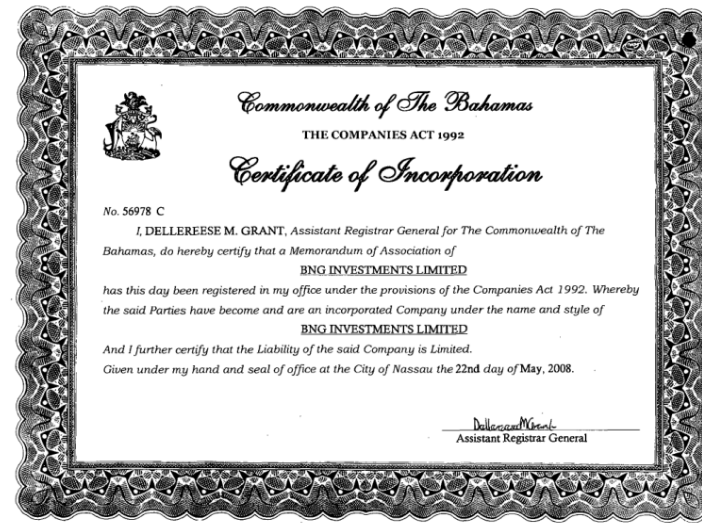 Commonwealth of The Bahamas
THE COMPANIES ACT 1992
Certificate of Incorporation
No. 56978 C
I, DELLEREESE M. GRANT, Assistant Registrar General for The Commonwealth of The
Bahamas, do hereby certify that a Memorandum of Association of
BNG INVESTMENTS LIMITED
has this day been registered in my office under the provisions of the Companies Act 1992. Whereby
the said Parties have become and are an incorporated Company under the name and style of
BNG INVESTMENTS LIMITED
And I further certify that the Liability of the said Company is Limited.
Given under my hand and seal of office at the City of Nassau the 22nd day of May, 2008.
Assistant Registrar General